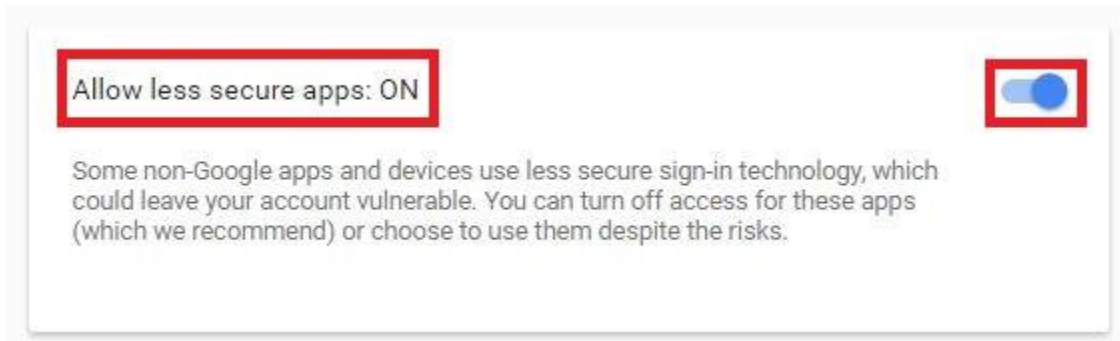 Allow less secure apps: ON
Some non-Google apps and devices use less secure sign-in technology, which
could leave your account vulnerable. You can turn off access for these apps
(which we recommend) or choose to use them despite the risks.